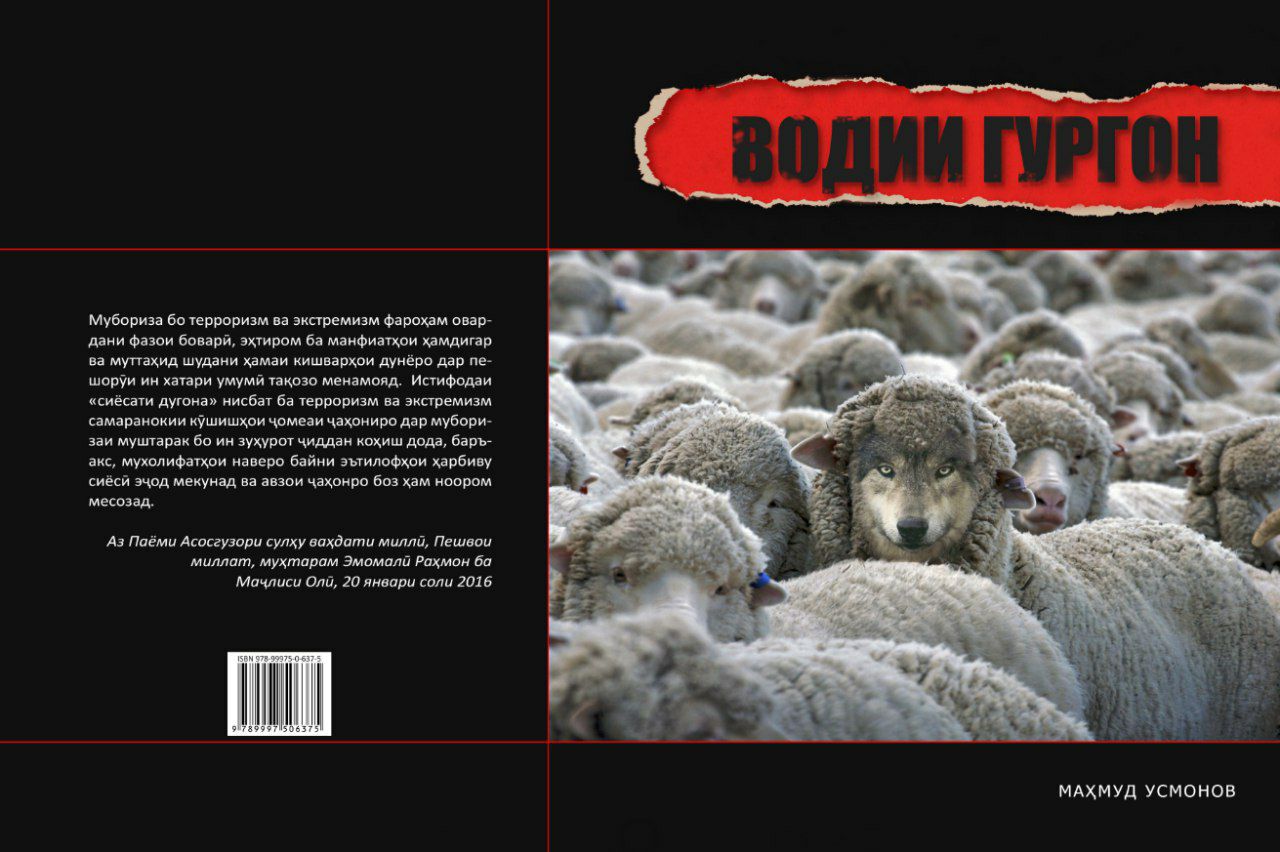 ВОДИИ ГУРГОН
Мубориза бо терроризм ва экстремизм фароҳам овар-
дани фазои боварӣ, эҳтиром ба манфиатҳои ҳамдигар
ва муттаҳид шудани ҳамаи кишварҳои дунёро дар пе-
шорӯи ин хатари умумӣ тақозо менамояд. Истифодаи
«сиёсати дугона» нисбат ба терроризм ва экстремизм
самаранокии кӯшишҳои ҷомеаи ҷаҳониро дар мубори-
заи муштарак бо ин зуҳурот ҷиддан коҳиш дода, баръ-
акс, мухолифатҳои наверо байни эътилофҳои ҳарбиву
сиёсӣ эҷод мекунад ва авзои ҷаҳонро боз ҳам ноором
месозад.
Аз Паёми Асосгузори сулҳу ваҳдати миллӣ, Пешвои
миллат, муҳтарам Эмомалӣ Раҳмон ба
Маҷлиси Олӣ, 20 январи соли 2016
ISBN 978-99975-0-637-5
9 789997 506375
МАҲМУД УСМОНОВ